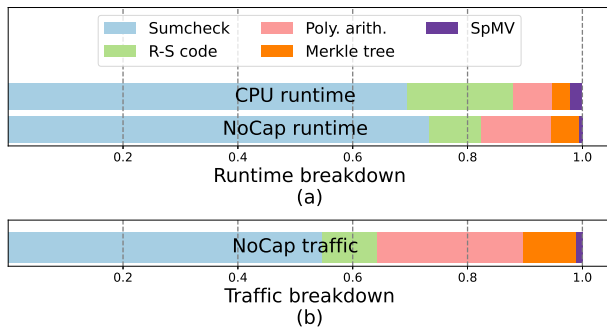 Sumcheck Poly. arith. SpMV
R-S code Merkle tree
CPU runtime
NoCap runtime
0.2 0.4 0.6 0.8 1.0
Runtime breakdown
(a)
NoCap traffic
0.2 0.4 0.6 0.8 1.0
Traffic breakdown
(b)